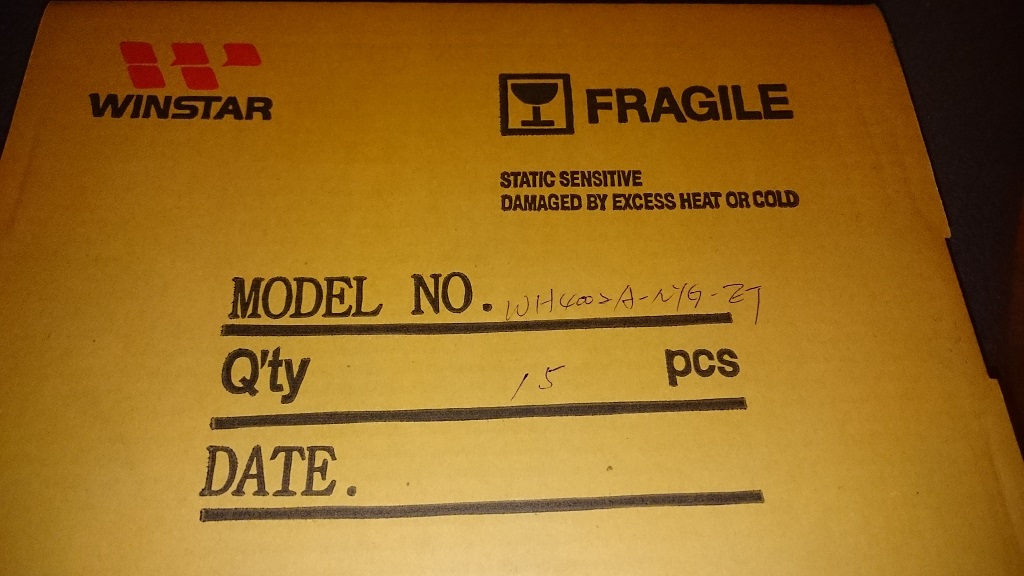 WINSTAR
FRAGILE
STATIC SENSITIVE
DAMAGED BY EXCESS HEAT OR COLD
MODEL NO. WH4002A-NYG-ZT
Q'ty 15 pcs
DATE.